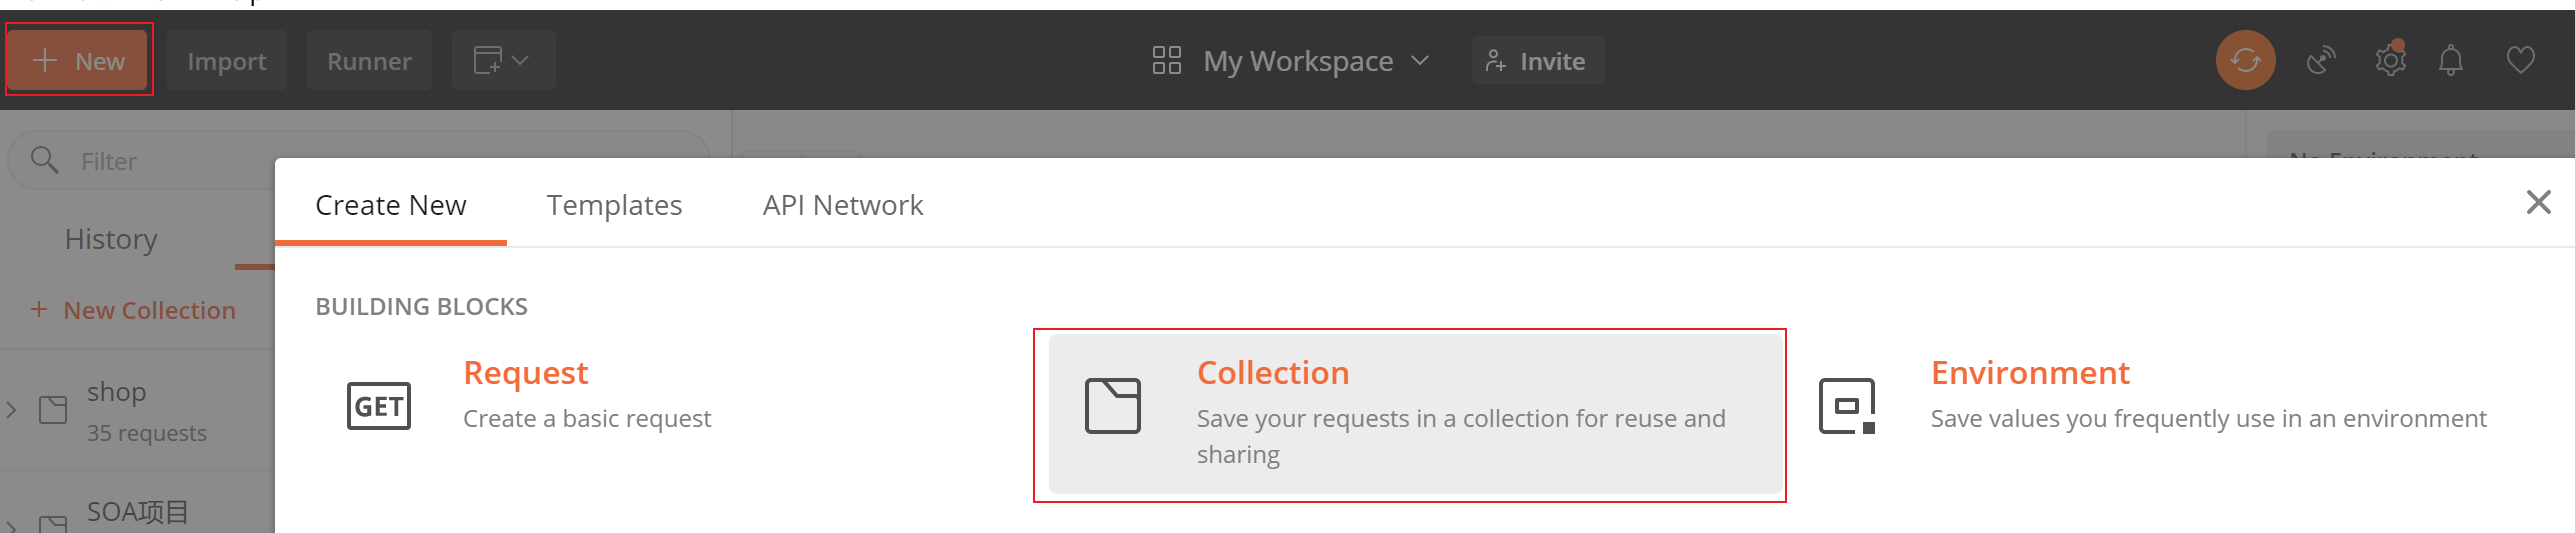 New
Import
Runner
My Workspace
Invite
Filter
No Environment
Create New
Templates
API Network
History
New Collection
BUILDING BLOCKS
GET
Request
Create a basic request
Collection
Save your requests in a collection for reuse and
sharing
Environment
Save values you frequently use in an environment
shop
35 requests
SOA项目